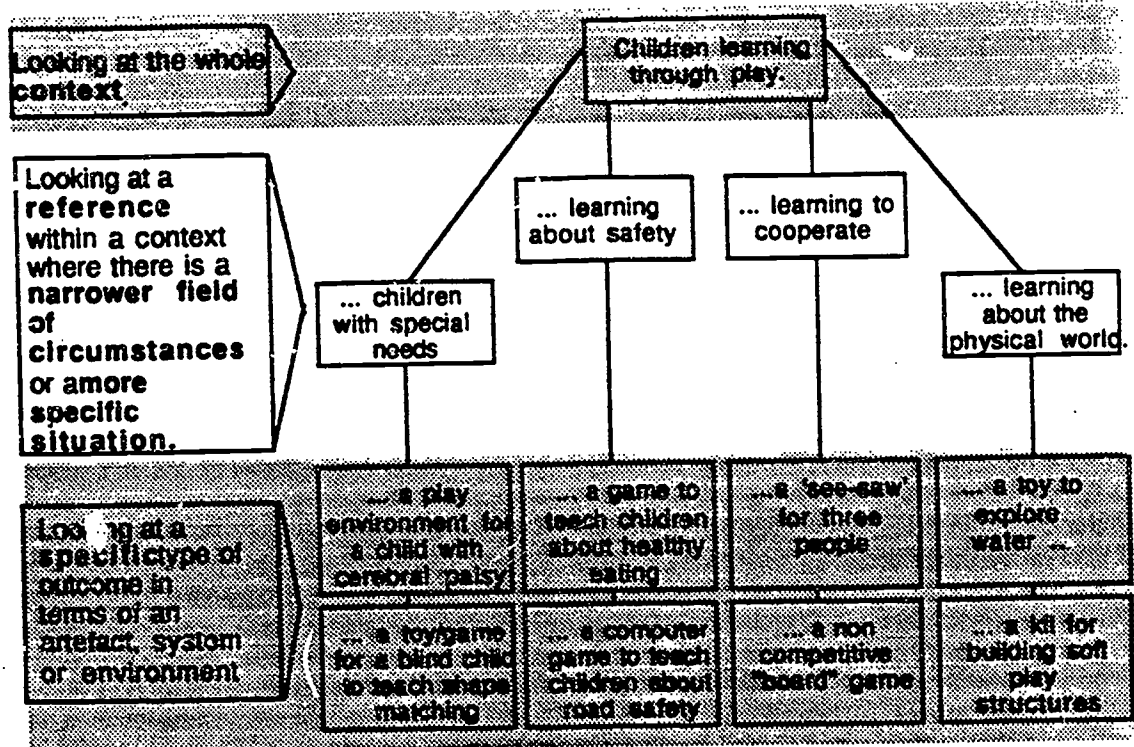 Looking at the whole
context.
Children learning
through play.
Looking at a
reference
within a context
where there is a
narrower field
of
circumstances
or amore
specific
situation.
... learning
about safety
... learning to
cooperate
... children
with special
needs
... learning
about the
physical world.
Looking at a
specifictype of
outcome in
terms of an
artefact, system
or environment
... a play
environment for
a child with
cerebral palsy
... a game to
teach children
about healthy
eating
...a 'see-saw'
for three
people
... a toy to
explore
water ...
... a toy/game
for a blind child
to teach shape
matching
... a computer
game to teach
children about
road safety
... a non
competitive
"board" game
... a kit for
building soft
play
structures